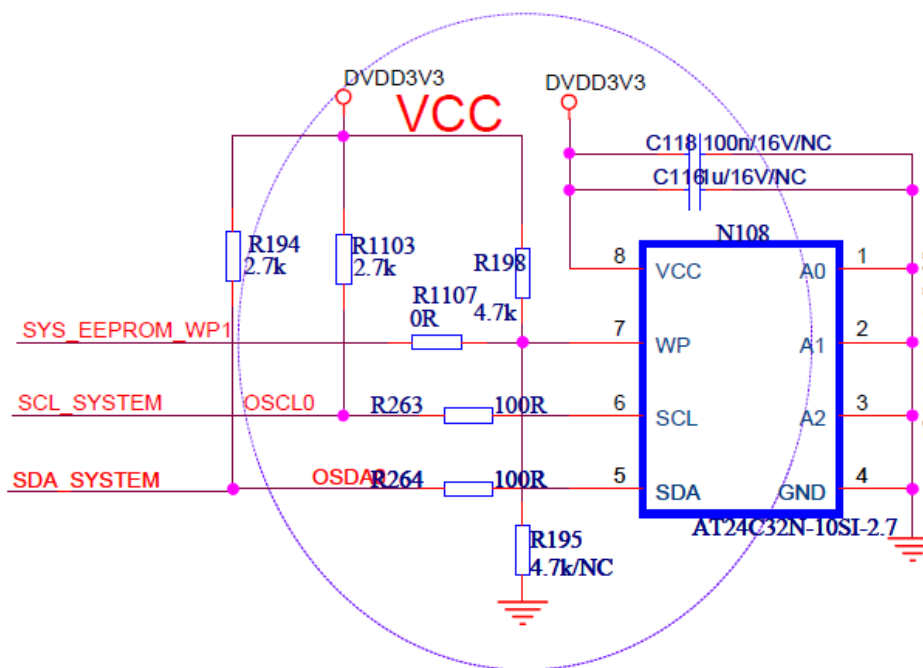 DVDD3V3
VCC
DVDD3V3
C118 100n/16V/NC
C116 1u/16V/NC
N108
R194
2.7k
R1103
2.7k
R198
4.7k
8 VCC A0 1
R1107
0R
SYS_EEPROM_WP1
7 WP A1 2
SCL_SYSTEM OSCL0 R263 100R
6 SCL A2 3
SDA_SYSTEM R264 100R
5 SDA GND 4
AT24C32N-10SI-2.7
R195
4.7k/NC